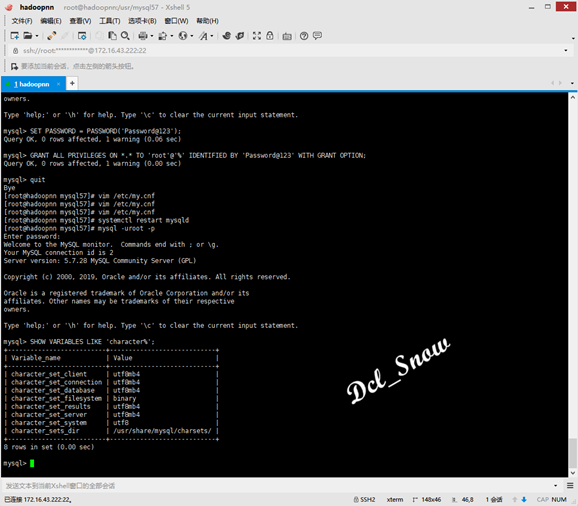 hadoopnn root@hadoopnn:/usr/mysql57 - Xshell 5
文件(F) 编辑(E) 查看(V) 工具(T) 选项卡(B) 窗口(W) 帮助(H)
ssh://root:************@172.16.43.222:22
要添加当前会话，点击左侧的箭头按钮。
1 hadoopnn × +
owners.
Type 'help;' or '\h' for help. Type '\c' to clear the current input statement.
mysql> SET PASSWORD = PASSWORD('Password@123');
Query OK, 0 rows affected, 1 warning (0.06 sec)
mysql> GRANT ALL PRIVILEGES ON *.* TO 'root'@'%' IDENTIFIED BY 'Password@123' WITH GRANT OPTION;
Query OK, 0 rows affected, 1 warning (0.00 sec)
mysql> quit
Bye
[root@hadoopnn mysql57]# vim /etc/my.cnf
[root@hadoopnn mysql57]# vim /etc/my.cnf
[root@hadoopnn mysql57]# vim /etc/my.cnf
[root@hadoopnn mysql57]# systemctl restart mysqld
[root@hadoopnn mysql57]# mysql -uroot -p
Enter password:
Welcome to the MySQL monitor.  Commands end with ; or \g.
Your MySQL connection id is 2
Server version: 5.7.28 MySQL Community Server (GPL)
Copyright (c) 2000, 2019, Oracle and/or its affiliates. All rights reserved.
Oracle is a registered trademark of Oracle Corporation and/or its
affiliates. Other names may be trademarks of their respective
owners.
Type 'help;' or '\h' for help. Type '\c' to clear the current input statement.
mysql> SHOW VARIABLES LIKE 'character%';
+--------------------------+----------------------------+
| Variable_name | Value |
+--------------------------+----------------------------+
| character_set_client | utf8mb4 |
| character_set_connection | utf8mb4 |
| character_set_database | utf8mb4 |
| character_set_filesystem | binary |
| character_set_results | utf8mb4 |
| character_set_server | utf8mb4 |
| character_set_system | utf8 |
| character_sets_dir | /usr/share/mysql/charsets/ |
+--------------------------+----------------------------+
8 rows in set (0.00 sec)
mysql>
Dcl_Snow
发送文本到当前Xshell窗口的全部会话
已连接 172.16.43.222:22。 SSH2 xterm 148x46 46,8 1 会话 CAP NUM